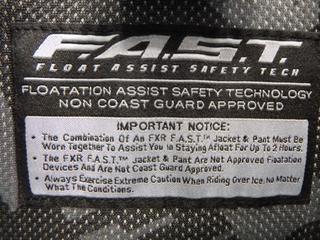 F.A.S.T.
FLOAT ASSIST SAFETY TECH
FLOATATION ASSIST SAFETY TECHNOLOGY
NON COAST GUARD APPROVED
IMPORTANT NOTICE:
• The Combination Of An FXR F.A.S.T.™ Jacket & Pant Must Be
Wore Together To Assist You In Staying Afloat For Up To 2 Hours.
• The FXR F.A.S.T.™ Jacket & Pant Are Not Approved Floatation
Devices And Are Not Coast Guard Approved.
• Always Exercise Extreme Caution When Riding Over Ice No Matter
What The Conditions.